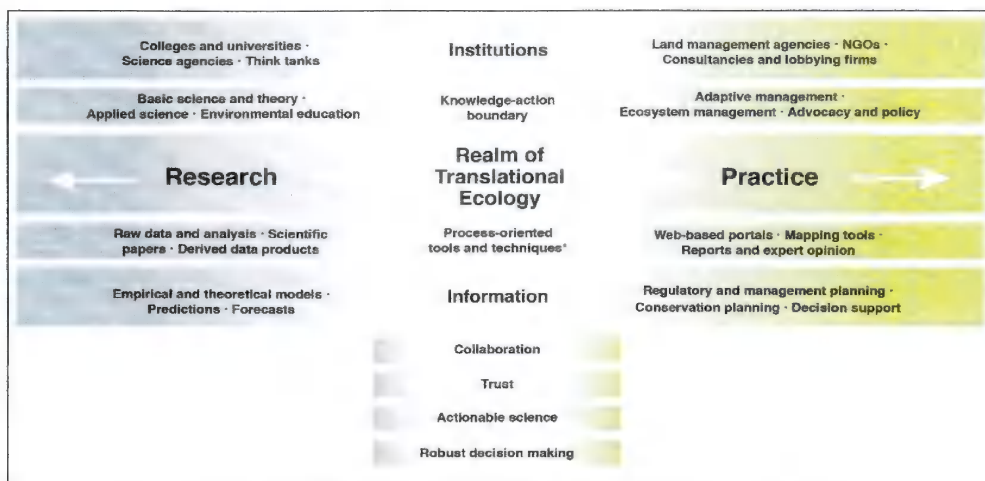 Colleges and universities ·
Science agencies · Think tanks
Institutions
Land management agencies · NGOs ·
Consultancies and lobbying firms
Basic science and theory ·
Applied science · Environmental education
Knowledge-action
boundary
Adaptive management ·
Ecosystem management · Advocacy and policy
Research
Realm of
Translational
Ecology
Practice
Raw data and analysis · Scientific
papers · Derived data products
Process-oriented
tools and techniques*
Web-based portals · Mapping tools ·
Reports and expert opinion
Empirical and theoretical models ·
Predictions · Forecasts
Information
Regulatory and management planning ·
Conservation planning · Decision support
Collaboration
Trust
Actionable science
Robust decision making